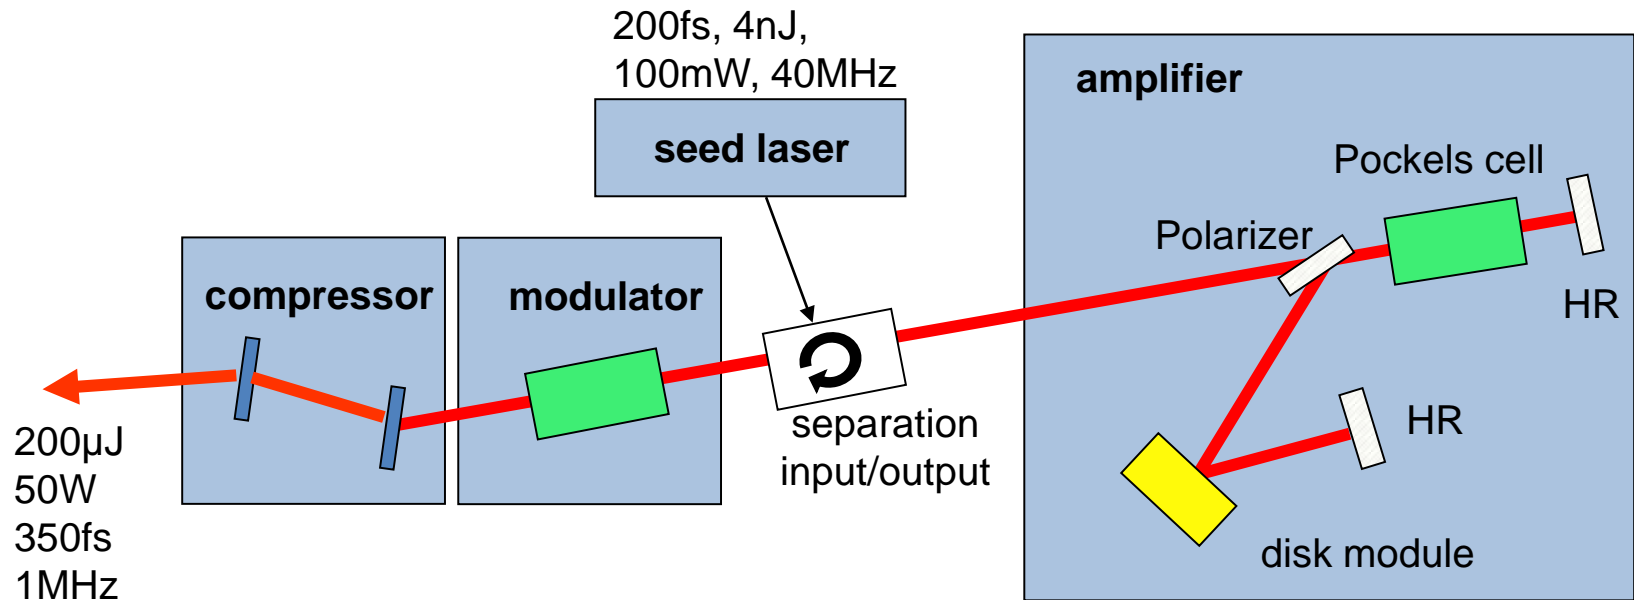 200fs, 4nJ,
100mW, 40MHz
seed laser
amplifier
Pockels cell
Polarizer
HR
compressor
modulator
separation
input/output
HR
disk module
200µJ
50W
350fs
1MHz